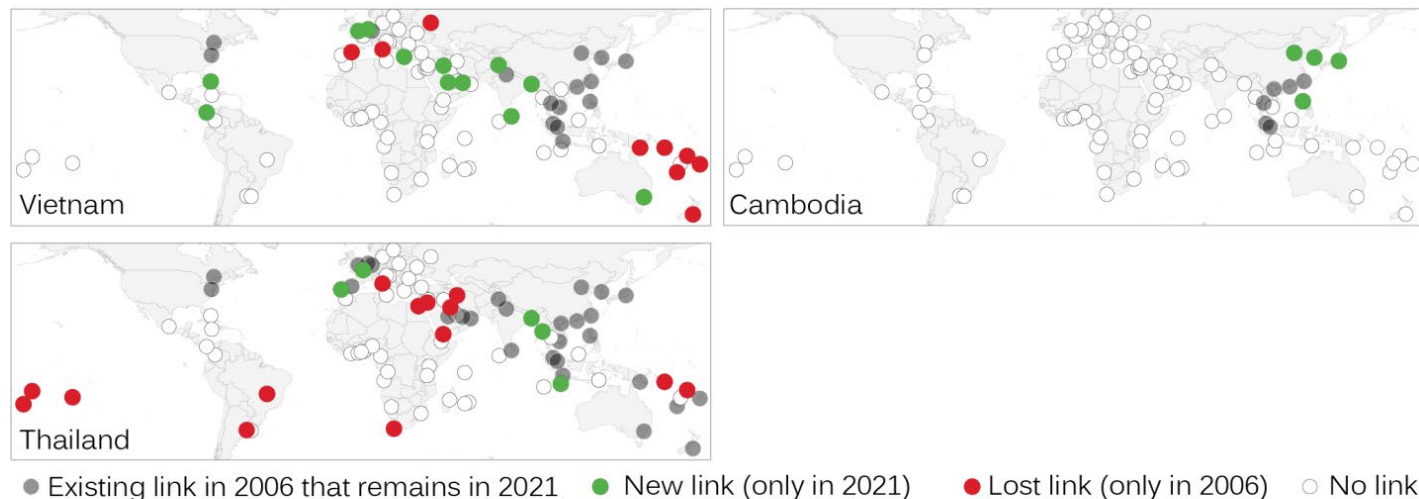 Vietnam
Cambodia
Thailand
Existing link in 2006 that remains in 2021
New link (only in 2021)
Lost link (only in 2006)
No link